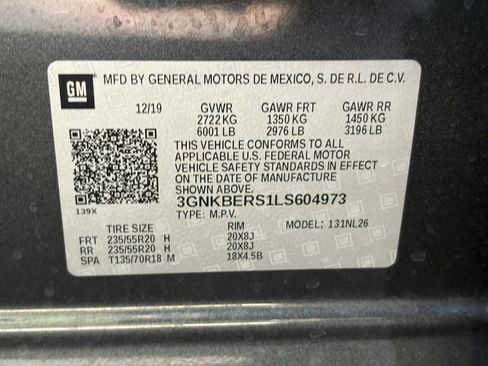 GM
MFD BY GENERAL MOTORS DE MEXICO, S. DE R.L. DE C.V.
12/19 GVWR GAWR FRT GAWR RR
2722 KG 1350 KG 1450 KG
6001 LB 2976 LB 3196 LB
THIS VEHICLE CONFORMS TO ALL
APPLICABLE U.S. FEDERAL MOTOR
VEHICLE SAFETY STANDARDS IN EFFECT
ON THE DATE OF MANUFACTURE
SHOWN ABOVE.
139X
3GNKBERS1LS604973
TYPE: M.P.V. MODEL: 131NL26
TIRE SIZE RIM
FRT 235/55R20 H 20X8J
RR 235/55R20 H 20X8J
SPA T135/70R18 M 18X4.5B